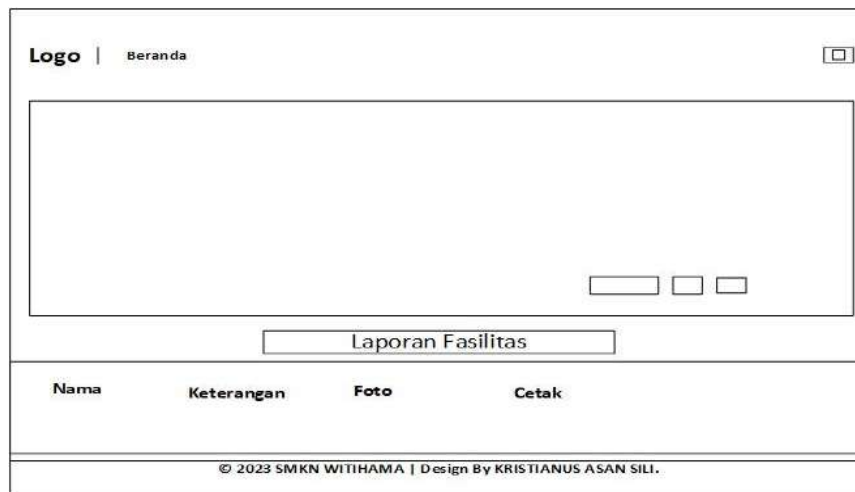 Logo | Beranda
Laporan Fasilitas
Nama Keterangan Foto Cetak
© 2023 SMKN WITIHAMA | Design By KRISTIANUS ASAN SILI.